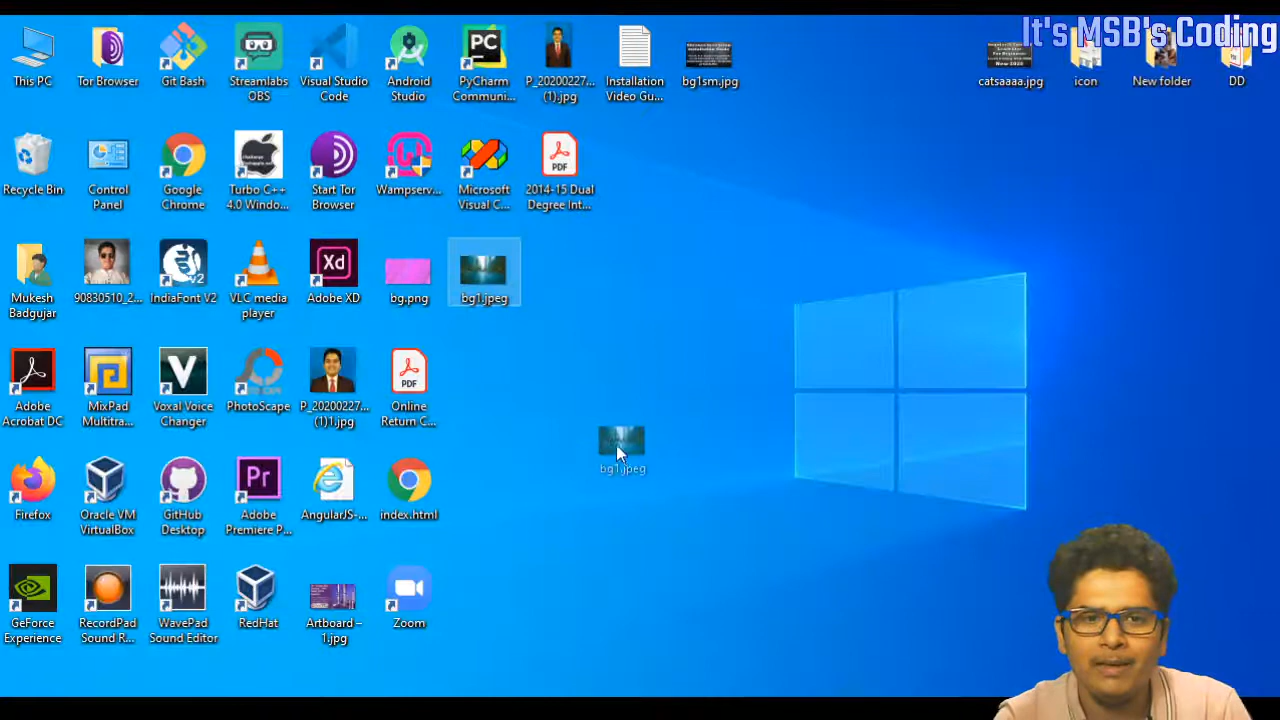 It's MSB's Coding
This PC
Tor Browser
Git Bash
Streamlabs
OBS
Visual Studio
Code
Android
Studio
PyCharm
Communi...
P_20200227...
(1).jpg
Installation
Video Gu...
bg1sm.jpg
catsaaaa.jpg
icon
New folder
DD
Recycle Bin
Control
Panel
Google
Chrome
Turbo C++
4.0 Windo...
Start Tor
Browser
Wampserv...
Microsoft
Visual C...
PDF
2014-15 Dual
Degree Int...
Mukesh
Badgujar
90830510_2...
IndiaFont V2
VLC media
player
Adobe XD
bg.png
bg1.jpeg
Adobe
Acrobat DC
MixPad
Multitra...
Voxal Voice
Changer
PhotoScape
P_20200227...
(1)1.jpg
PDF
Online
Return C...
bg1.jpeg
Firefox
Oracle VM
VirtualBox
GitHub
Desktop
Adobe
Premiere P...
AngularJS-...
index.html
GeForce
Experience
RecordPad
Sound R...
WavePad
Sound Editor
RedHat
Artboard –
1.jpg
Zoom